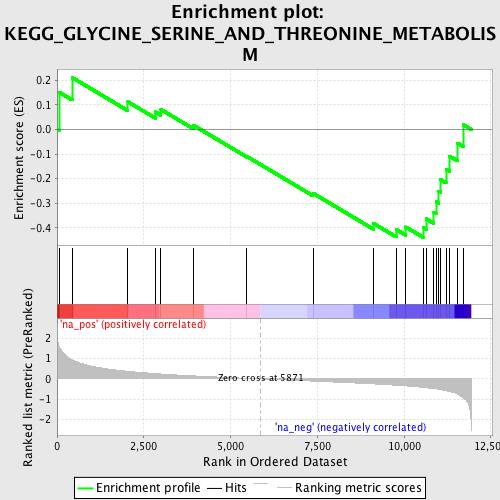 Enrichment plot:
KEGG_GLYCINE_SERINE_AND_THREONINE_METABOLIS
M
Enrichment score (ES)
0.2
0.1
0.0
-0.1
-0.2
-0.3
-0.4
'na_pos' (positively correlated)
Ranked list metric (PreRanked)
2
1
0
-1
-2
Zero cross at 5871
'na_neg' (negatively correlated)
0
2,500
5,000
7,500
10,000
12,500
Rank in Ordered Dataset
Enrichment profile
Hits
Ranking metric scores